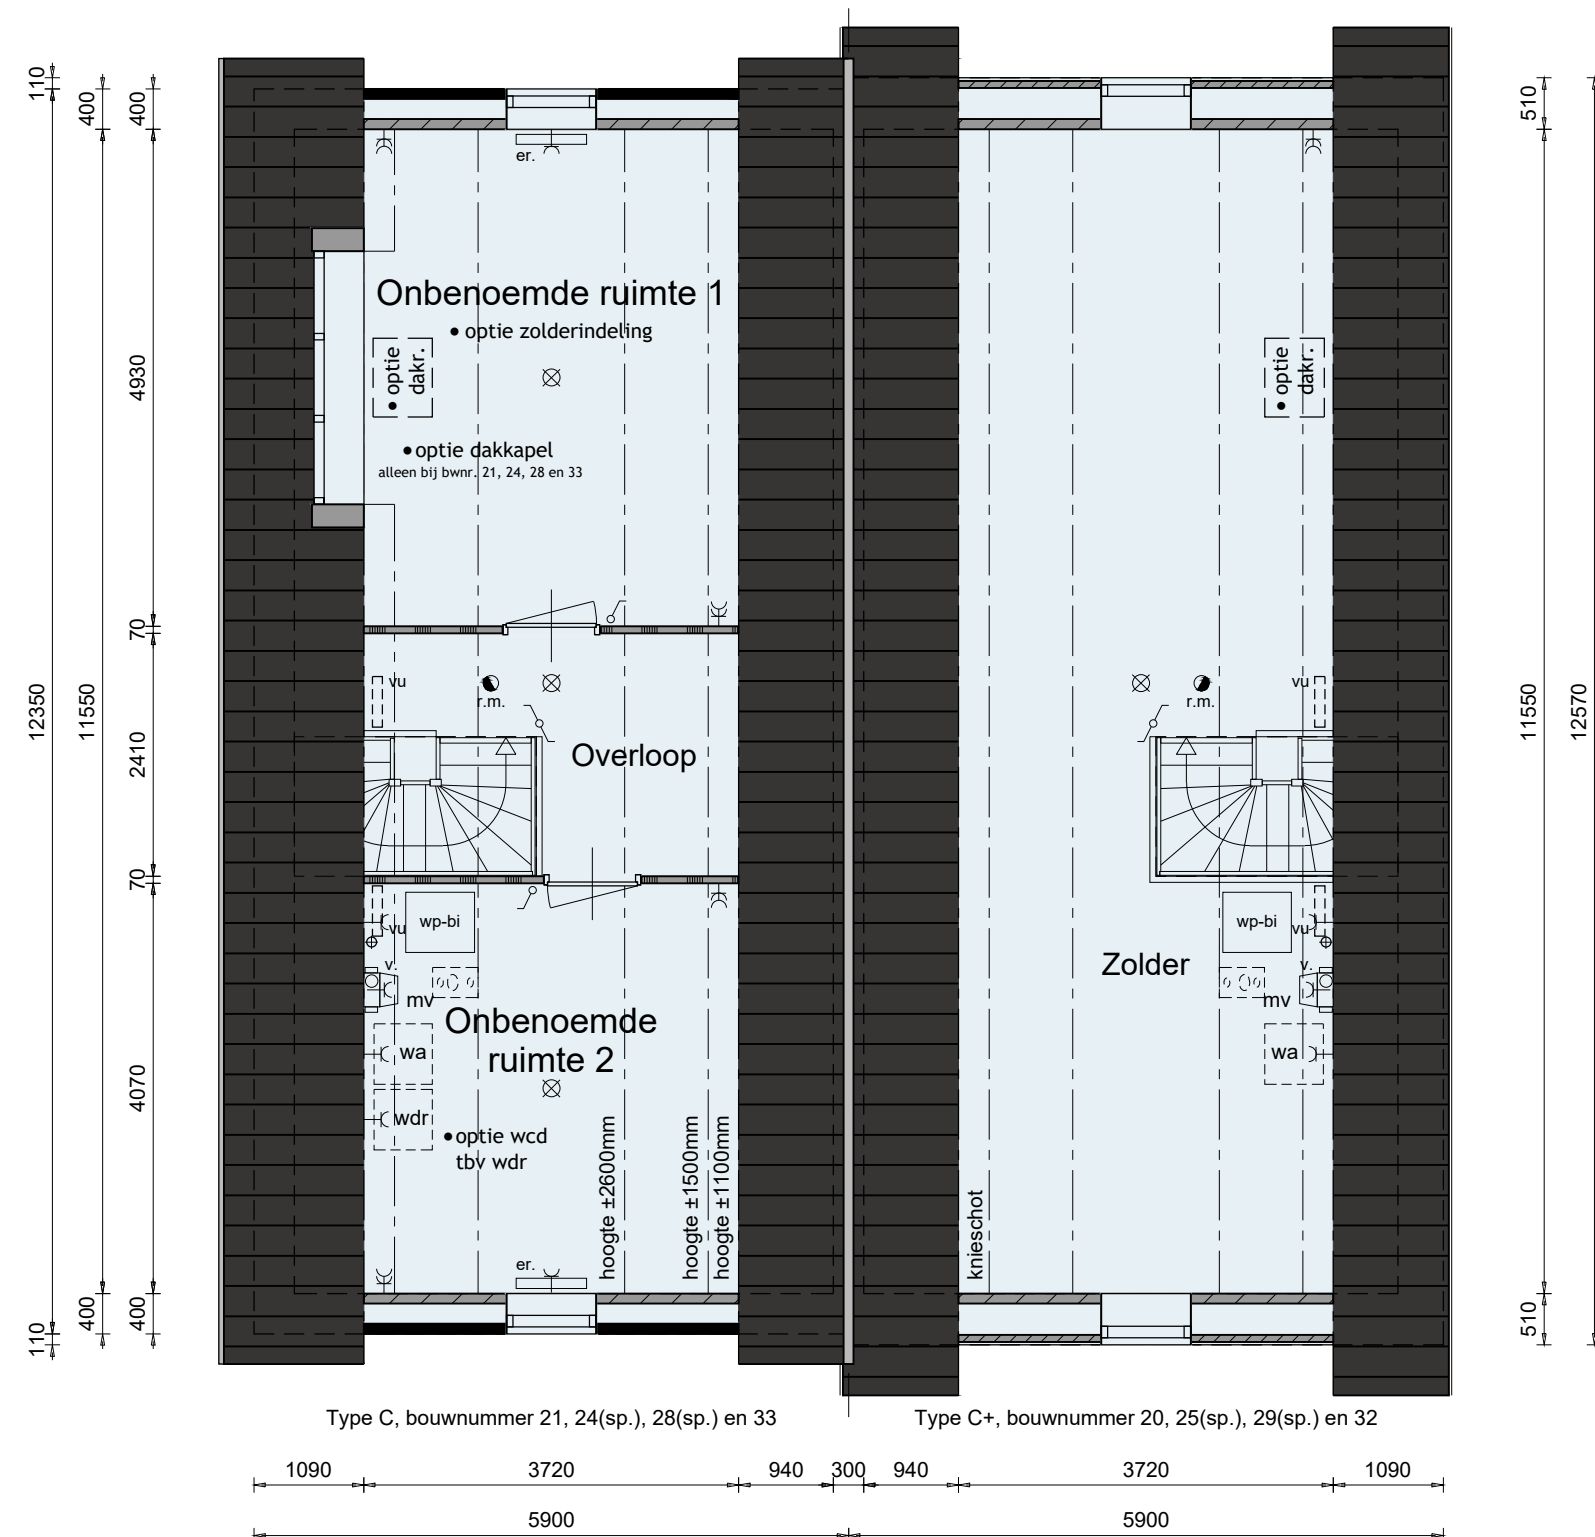 110
400
400
510
er.
Onbenoemde ruimte 1
• optie zolderindeling
• optie
dakr.
• optie
dakr.
4930
• optie dakkapel
alleen bij bwnr. 21, 24, 28 en 33
70
vu
r.m.
r.m.
vu
12350
11550
2410
Overloop
11550
12570
70
wp-bi
vu
wp-bi
vu
v.
mv
Zolder
v.
mv
Onbenoemde
ruimte 2
wa
wa
4070
wdr
• optie wcd
tbv wdr
hoogte ±2600mm
hoogte ±1500mm
hoogte ±1100mm
knieschot
er.
110
400
400
510
Type C, bouwnummer 21, 24(sp.), 28(sp.) en 33
Type C+, bouwnummer 20, 25(sp.), 29(sp.) en 32
1090
3720
940
300
940
3720
1090
5900
5900